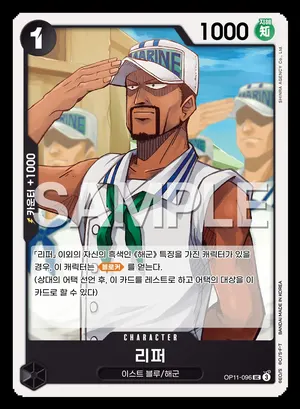 1
1000
지혜
知
MARINE
MARINE
카운터 +1000
SAMPLE
「리퍼」 이외의 자신의 흑색인 《해군》 특징을 가진 캐릭터가 있을
경우, 이 캐릭터는 블로커 를 얻는다.
(상대의 어택 선언 후, 이 카드를 레스트로 하고 어택의 대상을 이
카드로 할 수 있다)
CHARACTER
리퍼
이스트 블루/해군
OP11-096 UC